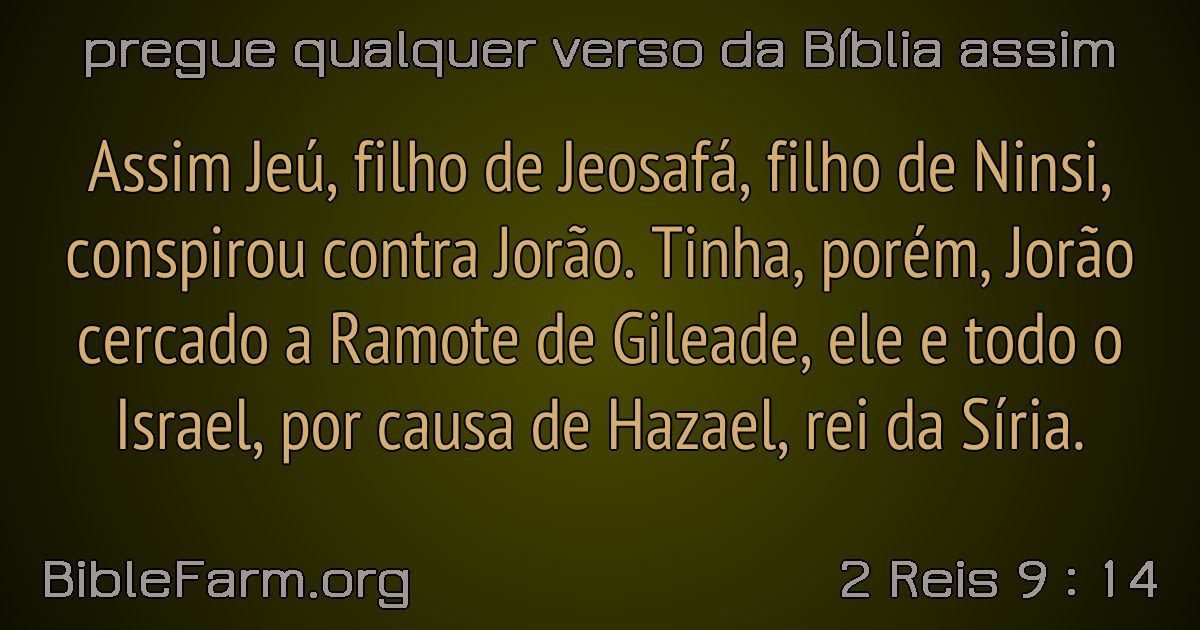 pregue qualquer verso da Bíblia assim
Assim Jeú, filho de Jeosafá, filho de Ninsi,
conspirou contra Jorão. Tinha, porém, Jorão
cercado a Ramote de Gileade, ele e todo o
Israel, por causa de Hazael, rei da Síria.
BibleFarm.org
2 Reis 9 : 14